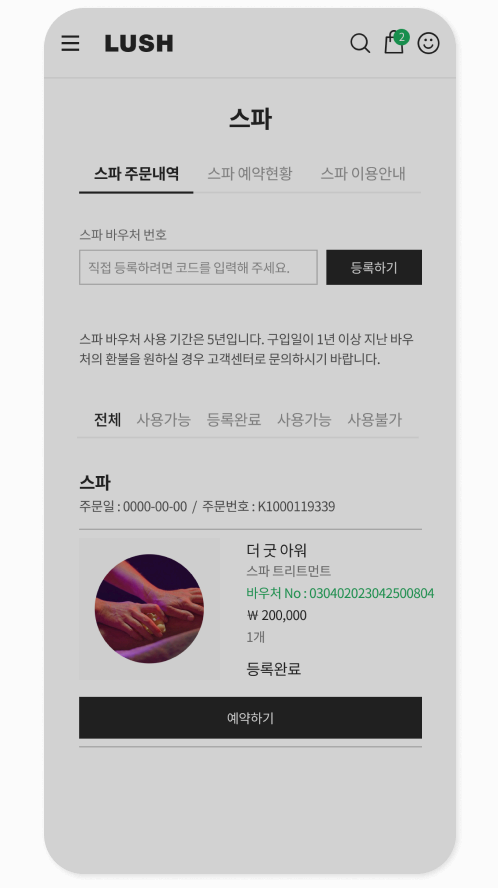 LUSH
2
스파
스파 주문내역 스파 예약현황 스파 이용안내
스파 바우처 번호
직접 등록하려면 코드를 입력해 주세요. 등록하기
스파 바우처 사용 기간은 5년입니다. 구입일이 1년 이상 지난 바우
처의 환불을 원하실 경우 고객센터로 문의하시기 바랍니다.
전체 사용가능 등록완료 사용가능 사용불가
스파
주문일 : 0000-00-00 / 주문번호 : K1000119339
더 굿 아워
스파 트리트먼트
바우처 No : 030402023042500804
₩ 200,000
1개
등록완료
예약하기